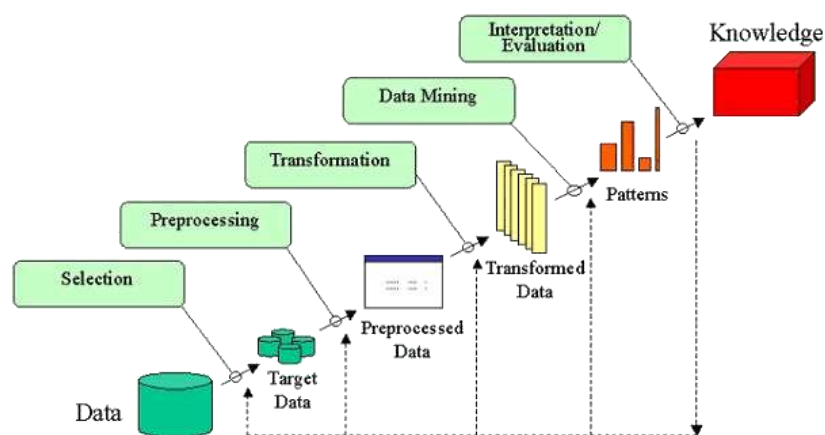 Interpretation/
Evaluation
Knowledge
Data Mining
Transformation
Patterns
Preprocessing
Transformed
Data
Selection
Preprocessed
Data
Target
Data
Data